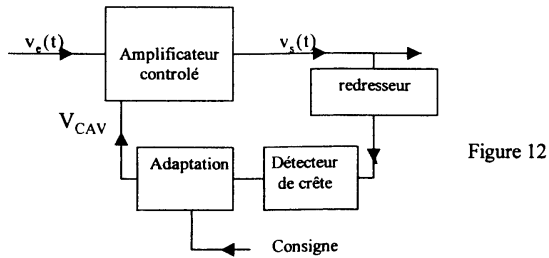 v_e(t)
Amplificateur
controlé
v_s(t)
redresseur
V_CAV
Adaptation
Détecteur
de crête
Figure 12
Consigne